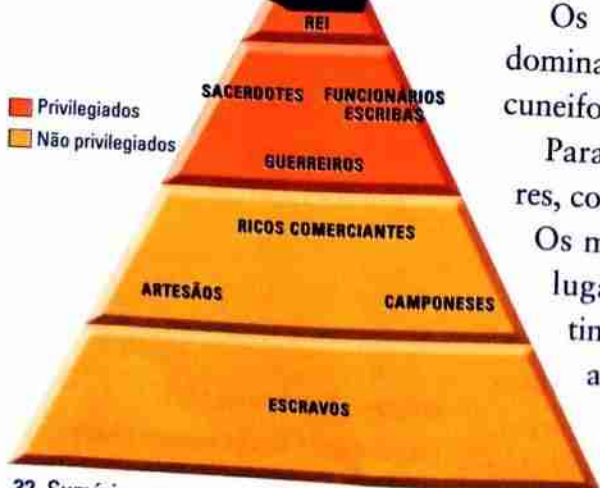 REI
SACERDOTES FUNCIONÁRIOS
ESCRIBAS
GUERREIROS
Privilegiados
Não privilegiados
RICOS COMERCIANTES
ARTESÃOS CAMPONESES
ESCRAVOS
Os
domina
cuneifo
Para
res, co
Os m
luga
tin
a